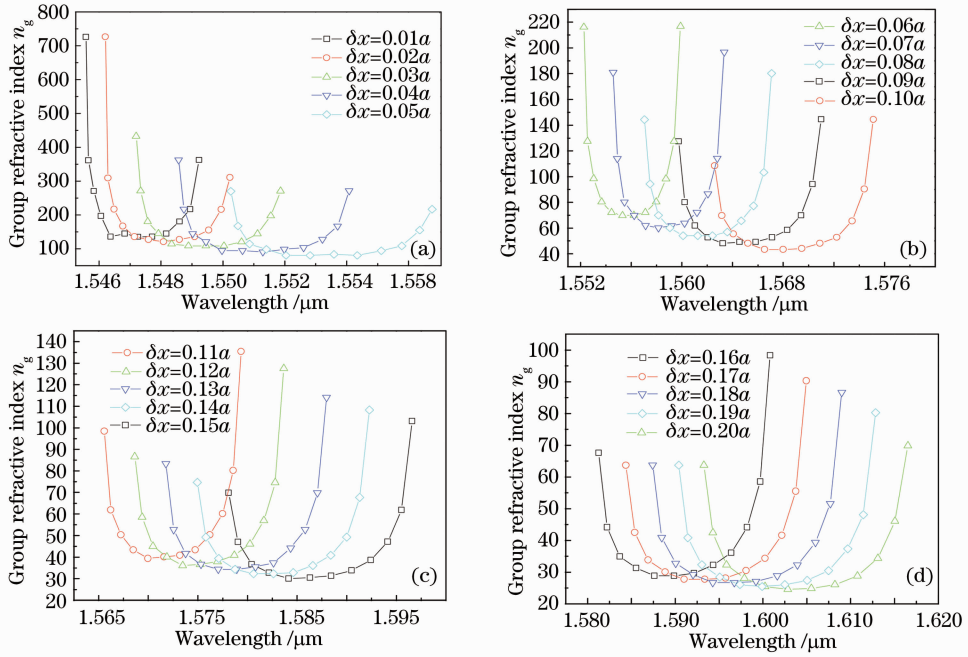 800
700
600
500
400
300
200
100
Group refractive index n_g
δx=0.01a
δx=0.02a
δx=0.03a
δx=0.04a
δx=0.05a
(a)
1.546 1.548 1.550 1.552 1.554 1.558
Wavelength /μm
220
200
180
160
140
120
100
80
60
40
Group refractive index n_g
δx=0.06a
δx=0.07a
δx=0.08a
δx=0.09a
δx=0.10a
(b)
1.552 1.560 1.568 1.576
Wavelength /μm
140
130
120
110
100
90
80
70
60
50
40
30
20
Group refractive index n_g
δx=0.11a
δx=0.12a
δx=0.13a
δx=0.14a
δx=0.15a
(c)
1.565 1.575 1.585 1.595
Wavelength /μm
100
90
80
70
60
50
40
30
20
Group refractive index n_g
δx=0.16a
δx=0.17a
δx=0.18a
δx=0.19a
δx=0.20a
(d)
1.580 1.590 1.600 1.610 1.620
Wavelength /μm